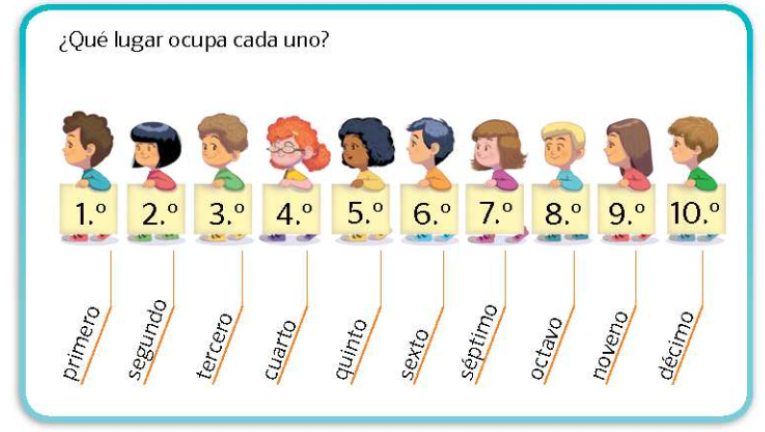 ¿Qué lugar ocupa cada uno?
1.º 2.º 3.º 4.º 5.º 6.º 7.º 8.º 9.º 10.º
primero segundo tercero cuarto quinto sexto séptimo octavo noveno décimo